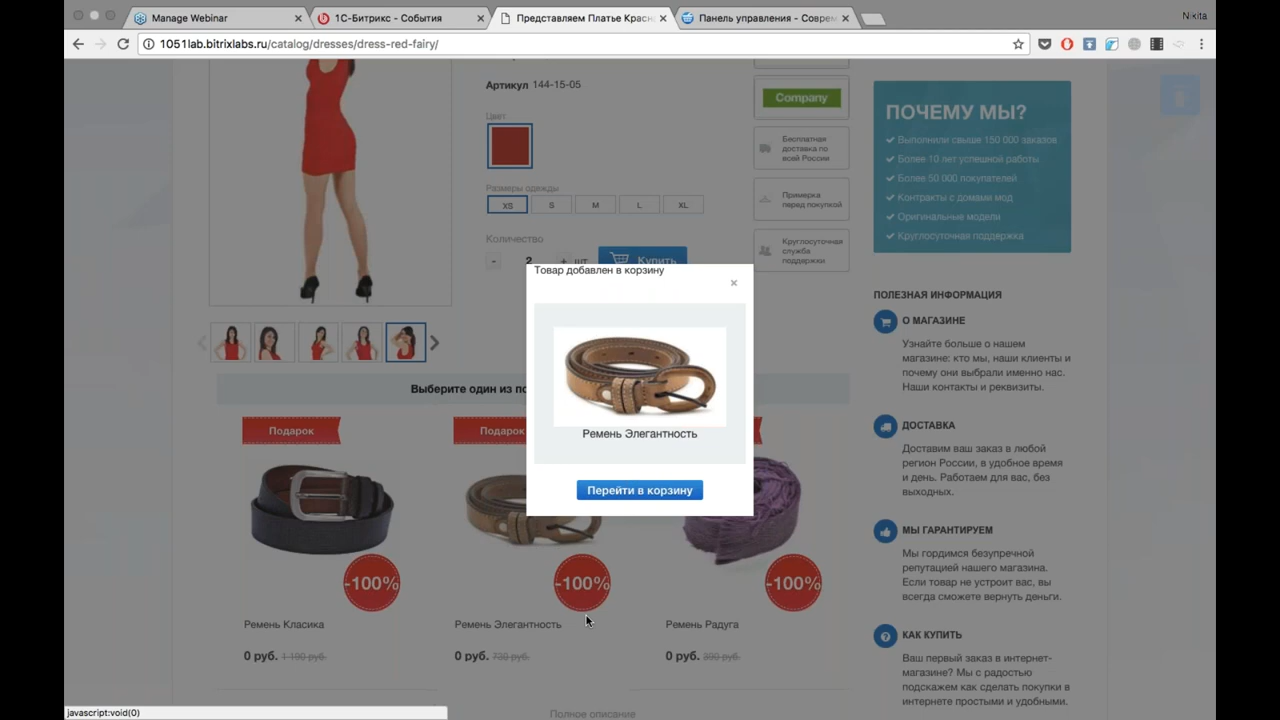 Manage Webinar
1С-Битрикс - События
Представляем Платье Красн
Панель управления - Соврем
Nikita
1051lab.bitrixlabs.ru/catalog/dresses/dress-red-fairy/
Артикул 144-15-05
Цвет
Размеры одежды
XS S M L XL
Количество
- 2 + шт
Купить
Company
Бесплатная
доставка по
всей России
Примерка
перед покупкой
Круглосуточная
служба
поддержки
ПОЧЕМУ МЫ?
Выполнили свыше 150 000 заказов
Более 10 лет успешной работы
Более 50 000 покупателей
Контракты с домами мод
Оригинальные модели
Круглосуточная поддержка
Товар добавлен в корзину
×
Ремень Элегантность
Перейти в корзину
Выберите один из
Подарок
Подарок
-100%
-100%
-100%
Ремень Класика
Ремень Элегантность
Ремень Радуга
0 руб. 1 190 руб.
0 руб. 730 руб.
0 руб. 390 руб.
Полное описание
ПОЛЕЗНАЯ ИНФОРМАЦИЯ
О МАГАЗИНЕ
Узнайте больше о нашем
магазине: кто мы, наши клиенты и
почему они выбрали именно нас.
Наши контакты и реквизиты.
ДОСТАВКА
Доставим ваш заказ в любой
регион России, в удобное время
и день. Работаем для вас, без
выходных.
МЫ ГАРАНТИРУЕМ
Мы гордимся безупречной
репутацией нашего магазина.
Если товар не устроит вас, вы
всегда сможете вернуть деньги.
КАК КУПИТЬ
Ваш первый заказ в интернет-
магазине? Мы с радостью
подскажем как сделать покупки в
интернете простыми и удобными.
javascript:void(0)